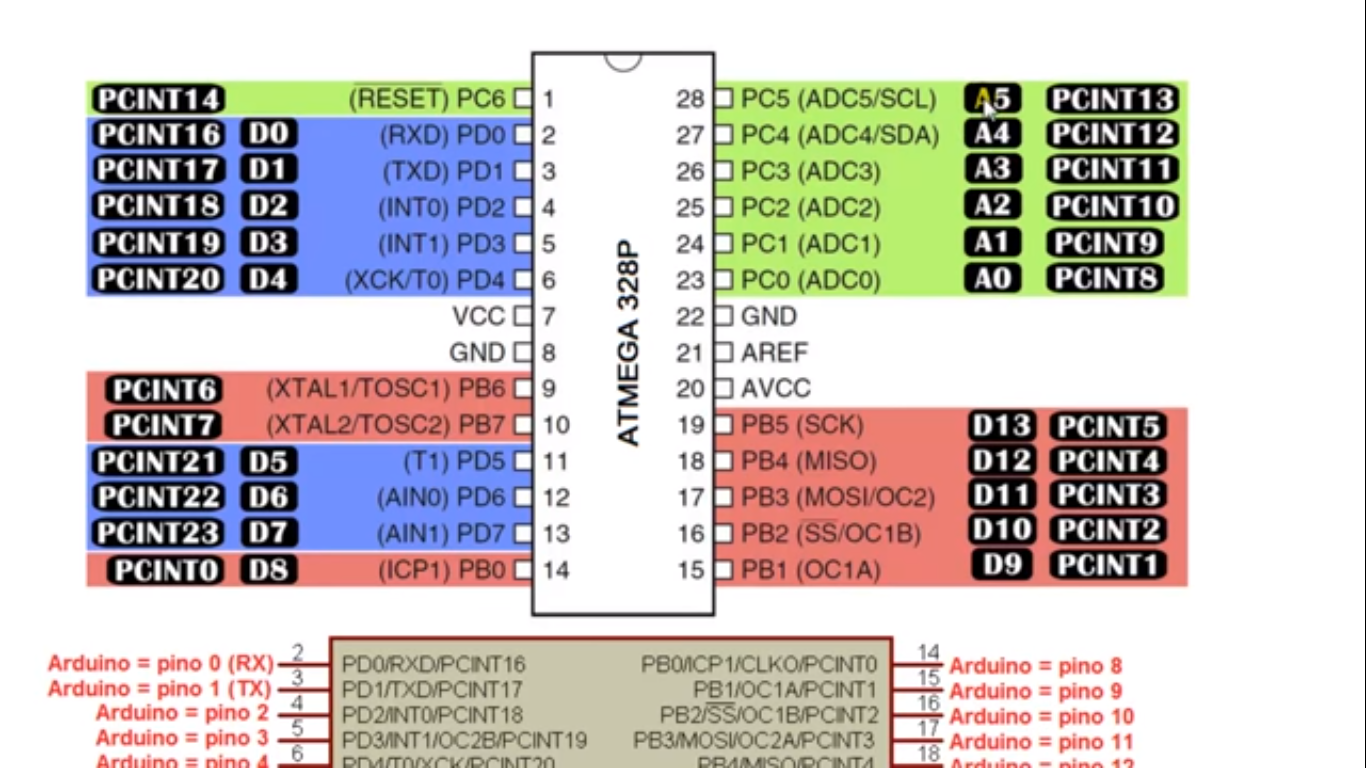 PCINT14 (RESET) PC6 1 28 PC5 (ADC5/SCL) A5 PCINT13
PCINT16 D0 (RXD) PD0 2 27 PC4 (ADC4/SDA) A4 PCINT12
PCINT17 D1 (TXD) PD1 3 26 PC3 (ADC3) A3 PCINT11
PCINT18 D2 (INT0) PD2 4 25 PC2 (ADC2) A2 PCINT10
PCINT19 D3 (INT1) PD3 5 24 PC1 (ADC1) A1 PCINT9
PCINT20 D4 (XCK/T0) PD4 6 23 PC0 (ADC0) A0 PCINT8
VCC 7 22 GND
GND 8 21 AREF
PCINT6 (XTAL1/TOSC1) PB6 9 20 AVCC
PCINT7 (XTAL2/TOSC2) PB7 10 19 PB5 (SCK) D13 PCINT5
PCINT21 D5 (T1) PD5 11 18 PB4 (MISO) D12 PCINT4
PCINT22 D6 (AIN0) PD6 12 17 PB3 (MOSI/OC2) D11 PCINT3
PCINT23 D7 (AIN1) PD7 13 16 PB2 (SS/OC1B) D10 PCINT2
PCINT0 D8 (ICP1) PB0 14 15 PB1 (OC1A) D9 PCINT1
ATMEGA 328P
Arduino = pino 0 (RX) 2 PD0/RXD/PCINT16 PB0/ICP1/CLKO/PCINT0 14 Arduino = pino 8
Arduino = pino 1 (TX) 3 PD1/TXD/PCINT17 PB1/OC1A/PCINT1 15 Arduino = pino 9
Arduino = pino 2 4 PD2/INT0/PCINT18 PB2/SS/OC1B/PCINT2 16 Arduino = pino 10
Arduino = pino 3 5 PD3/INT1/OC2B/PCINT19 PB3/MOSI/OC2A/PCINT3 17 Arduino = pino 11
Arduino = pino 4 6 PD4/T0/XCK/PCINT20 PB4/MISO/PCINT4 18 Arduino = pino 12